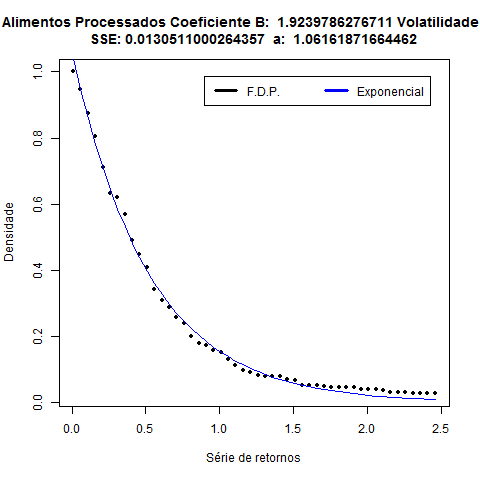 Alimentos Processados Coeficiente B: 1.9239786276711 Volatilidade
SSE: 0.0130511000264357 a: 1.06161871664462
F.D.P.
Exponencial
1.0
0.8
0.6
0.4
0.2
0.0
Densidade
0.0 0.5 1.0 1.5 2.0 2.5
Série de retornos